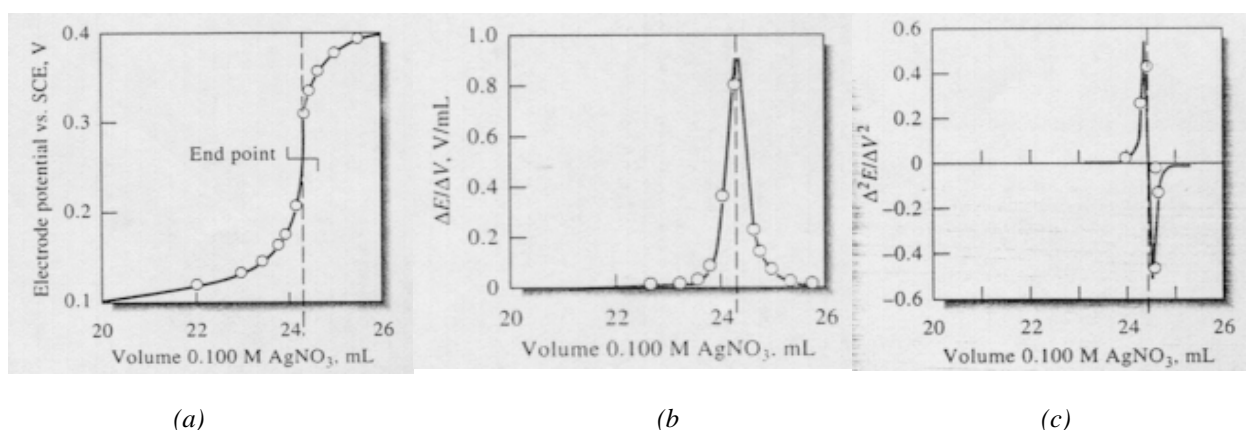 Electrode potential vs. SCE, V
0.4
0.3
0.2
0.1
End point
20
22
24
26
Volume 0.100 M AgNO₃, mL
(a)
ΔE/ΔV, V/mL
1.0
0.8
0.6
0.4
0.2
0
20
22
24
26
Volume 0.100 M AgNO₃, mL
(b
Δ²E/ΔV²
0.6
0.4
0.2
0
−0.2
−0.4
−0.6
20
22
24
26
Volume 0.100 M AgNO₃, mL
(c)